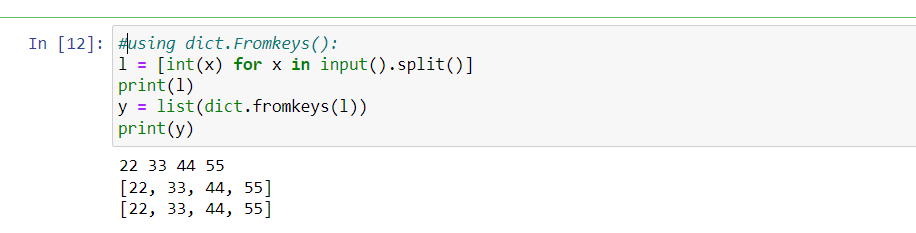 In [12]: #using dict.Fromkeys():
l = [int(x) for x in input().split()]
print(l)
y = list(dict.fromkeys(l))
print(y)
22 33 44 55
[22, 33, 44, 55]
[22, 33, 44, 55]